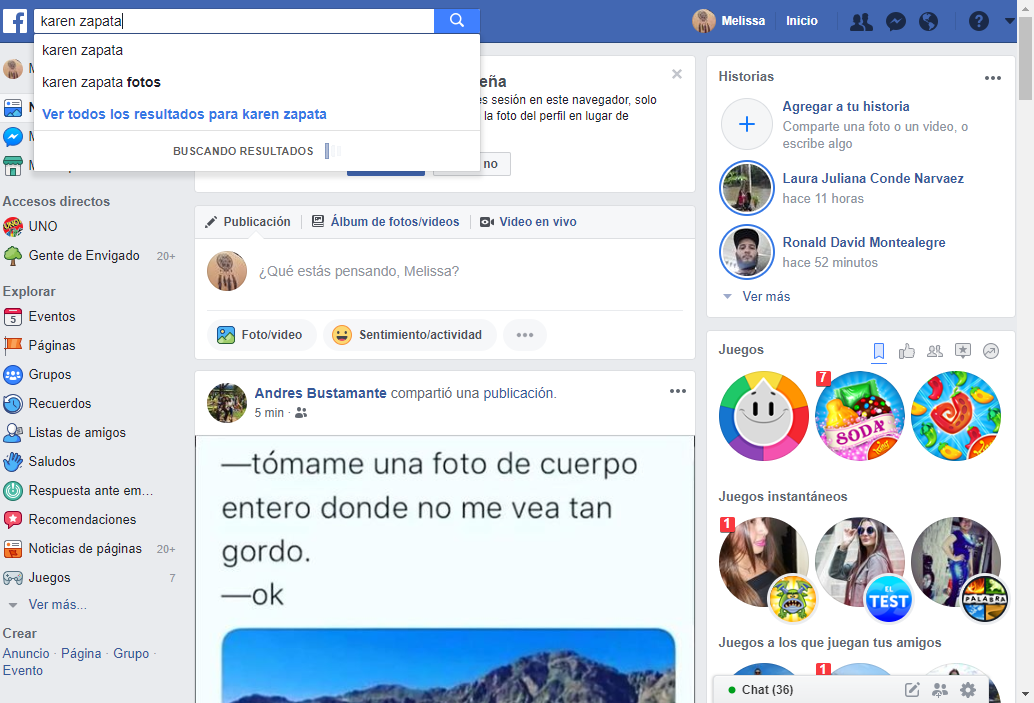 karen zapata
Melissa
Inicio
karen zapata
karen zapata fotos
Ver todos los resultados para karen zapata
BUSCANDO RESULTADOS
eña
sesión en este navegador, solo
la foto del perfil en lugar de
no
Accesos directos
UNO
Gente de Envigado 20+
Explorar
Eventos
Páginas
Grupos
Recuerdos
Listas de amigos
Saludos
Respuesta ante em...
Recomendaciones
Noticias de páginas 20+
Juegos 7
Ver más...
Crear
Anuncio · Página · Grupo ·
Evento
Publicación
Álbum de fotos/videos
Video en vivo
¿Qué estás pensando, Melissa?
Foto/video
Sentimiento/actividad
Andres Bustamante compartió una publicación.
5 min ·
—tómame una foto de cuerpo
entero donde no me vea tan
gordo.
—ok
Historias
Agregar a tu historia
Comparte una foto o un video, o
escribe algo
Laura Juliana Conde Narvaez
hace 11 horas
Ronald David Montealegre
hace 52 minutos
Ver más
Juegos
7
SODA
Juegos instantáneos
1
EL
TEST
PALABRA
Juegos a los que juegan tus amigos
1
Chat (36)